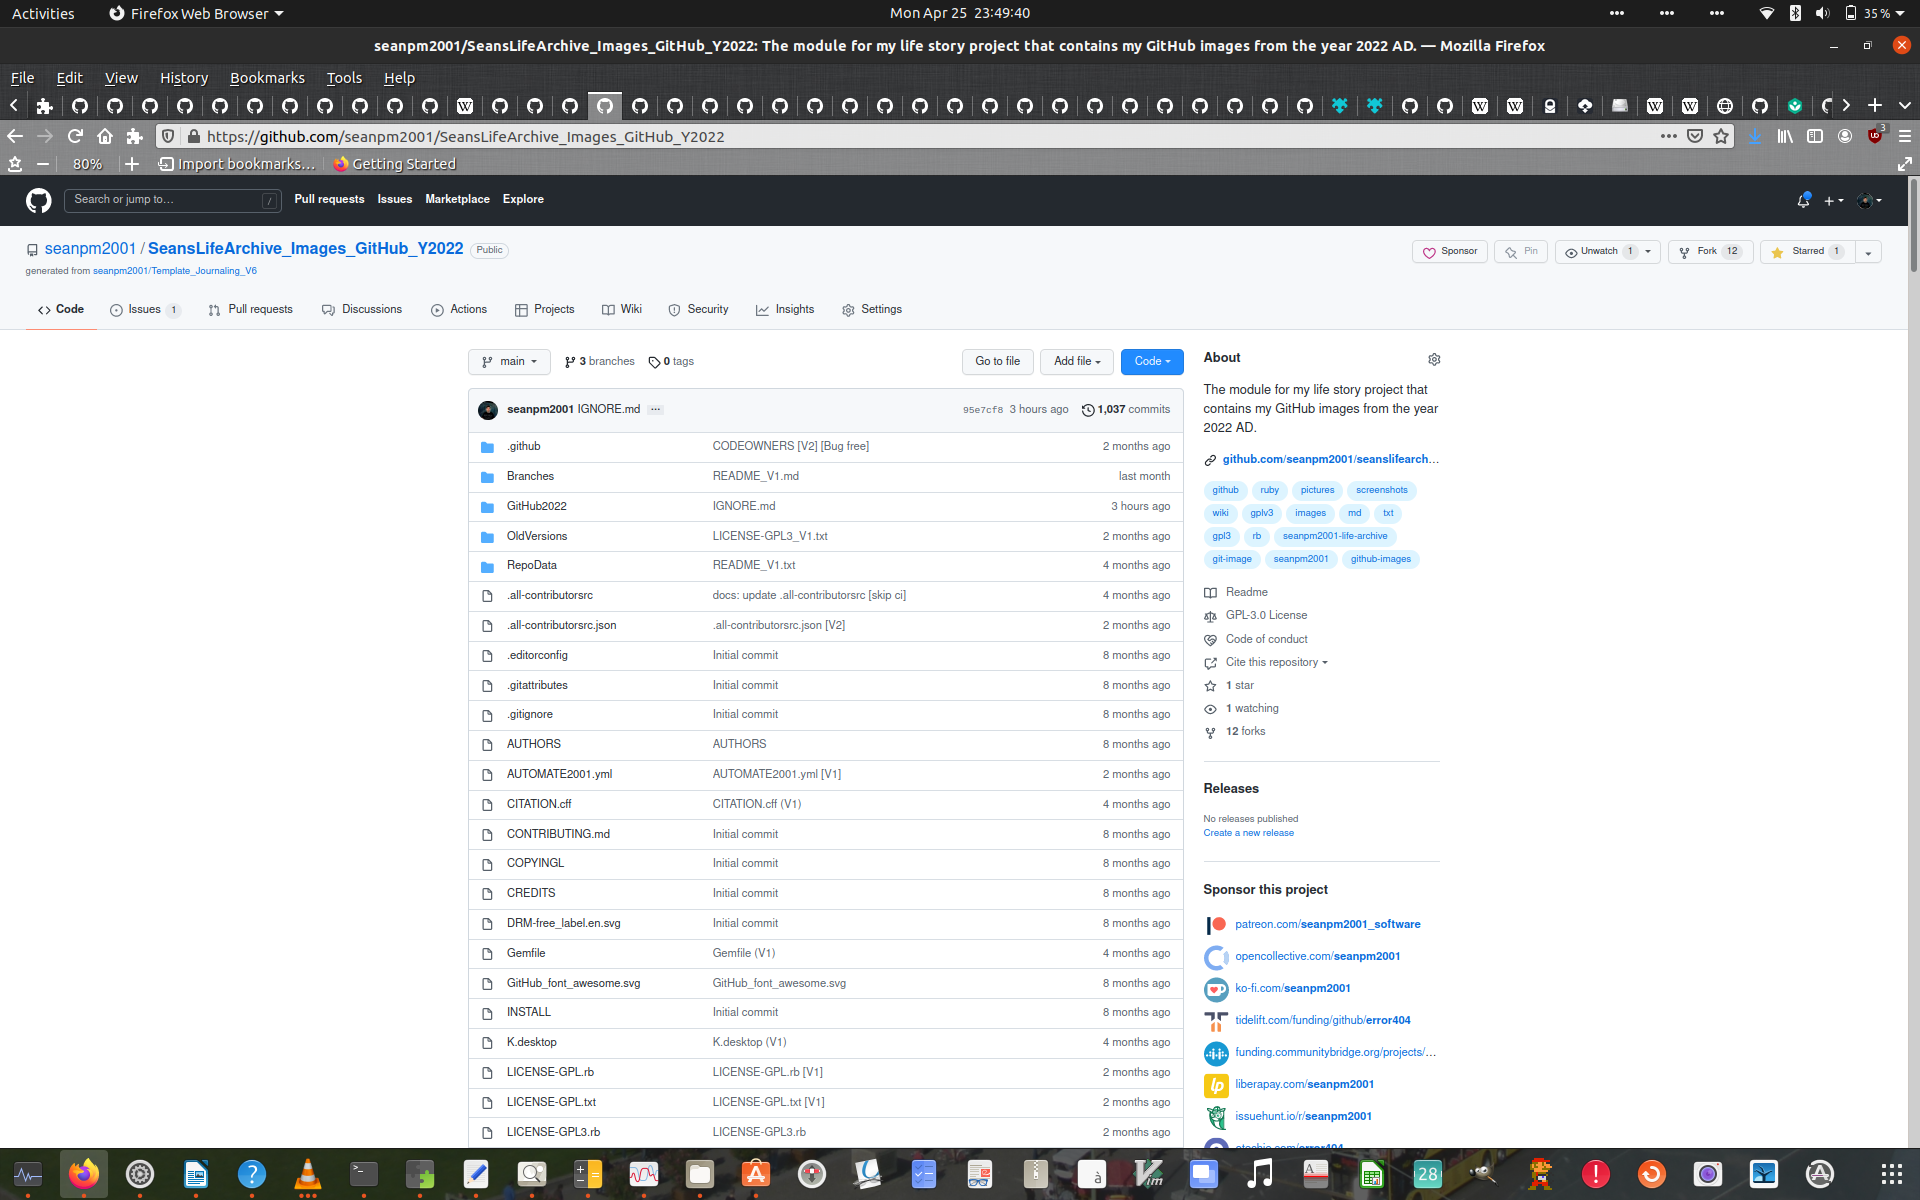 Activities
Firefox Web Browser
Mon Apr 25 23:49:40
35 %
seanpm2001/SeansLifeArchive_Images_GitHub_Y2022: The module for my life story project that contains my GitHub images from the year 2022 AD. — Mozilla Firefox
File Edit View History Bookmarks Tools Help
https://github.com/seanpm2001/SeansLifeArchive_Images_GitHub_Y2022
3
80%
Import bookmarks...
Getting Started
Search or jump to...
/
Pull requests Issues Marketplace Explore
seanpm2001 / SeansLifeArchive_Images_GitHub_Y2022 Public
Sponsor Pin Unwatch 1 Fork 12 Starred 1
generated from seanpm2001/Template_Journaling_V6
Code Issues 1 Pull requests Discussions Actions Projects Wiki Security Insights Settings
main 3 branches 0 tags Go to file Add file Code
seanpm2001 IGNORE.md ... 95e7cf8 3 hours ago 1,037 commits
.github CODEOWNERS [V2] [Bug free] 2 months ago
Branches README_V1.md last month
GitHub2022 IGNORE.md 3 hours ago
OldVersions LICENSE-GPL3_V1.txt 2 months ago
RepoData README_V1.txt 4 months ago
.all-contributorsrc docs: update .all-contributorsrc [skip ci] 4 months ago
.all-contributorsrc.json .all-contributorsrc.json [V2] 2 months ago
.editorconfig Initial commit 8 months ago
.gitattributes Initial commit 8 months ago
.gitignore Initial commit 8 months ago
AUTHORS AUTHORS 8 months ago
AUTOMATE2001.yml AUTOMATE2001.yml [V1] 2 months ago
CITATION.cff CITATION.cff (V1) 4 months ago
CONTRIBUTING.md Initial commit 8 months ago
COPYINGL Initial commit 8 months ago
CREDITS Initial commit 8 months ago
DRM-free_label.en.svg Initial commit 8 months ago
Gemfile Gemfile (V1) 4 months ago
GitHub_font_awesome.svg GitHub_font_awesome.svg 8 months ago
INSTALL Initial commit 8 months ago
K.desktop K.desktop (V1) 4 months ago
LICENSE-GPL.rb LICENSE-GPL.rb [V1] 2 months ago
LICENSE-GPL.txt LICENSE-GPL.txt [V1] 2 months ago
LICENSE-GPL3.rb LICENSE-GPL3.rb 2 months ago
About
The module for my life story project that
contains my GitHub images from the year
2022 AD.
github.com/seanpm2001/seanslifearch...
github ruby pictures screenshots
wiki gplv3 images md txt
gpl3 rb seanpm2001-life-archive
git-image seanpm2001 github-images
Readme
GPL-3.0 License
Code of conduct
Cite this repository
1 star
1 watching
12 forks
Releases
No releases published
Create a new release
Sponsor this project
patreon.com/seanpm2001_software
opencollective.com/seanpm2001
ko-fi.com/seanpm2001
tidelift.com/funding/github/error404
funding.communitybridge.org/projects/...
liberapay.com/seanpm2001
issuehunt.io/r/seanpm2001
28